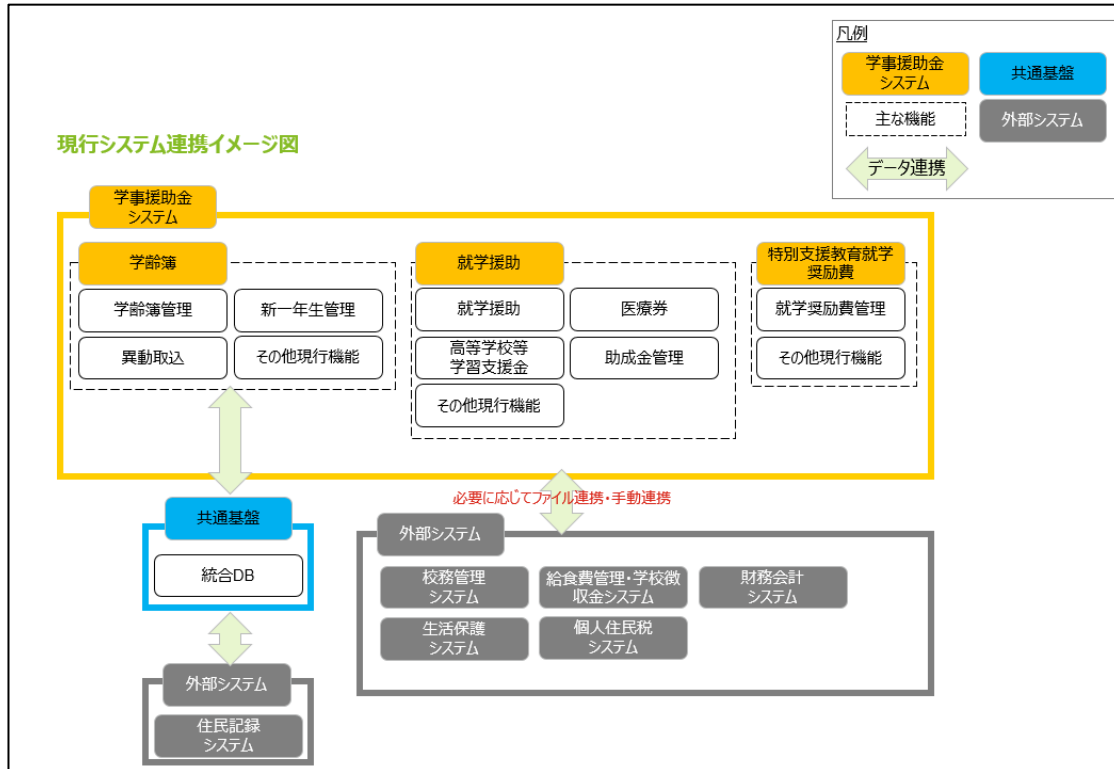 凡例
学事援助金
システム
共通基盤
主な機能
外部システム
データ連携
現行システム連携イメージ図
学事援助金
システム
学齢簿
学齢簿管理
新一年生管理
異動取込
その他現行機能
就学援助
就学援助
医療券
高等学校等
学習支援金
助成金管理
その他現行機能
特別支援教育就学
奨励費
就学奨励費管理
その他現行機能
必要に応じてファイル連携・手動連携
共通基盤
統合DB
外部システム
住民記録
システム
外部システム
校務管理
システム
給食費管理・学校徴
収金システム
財務会計
システム
生活保護
システム
個人住民税
システム